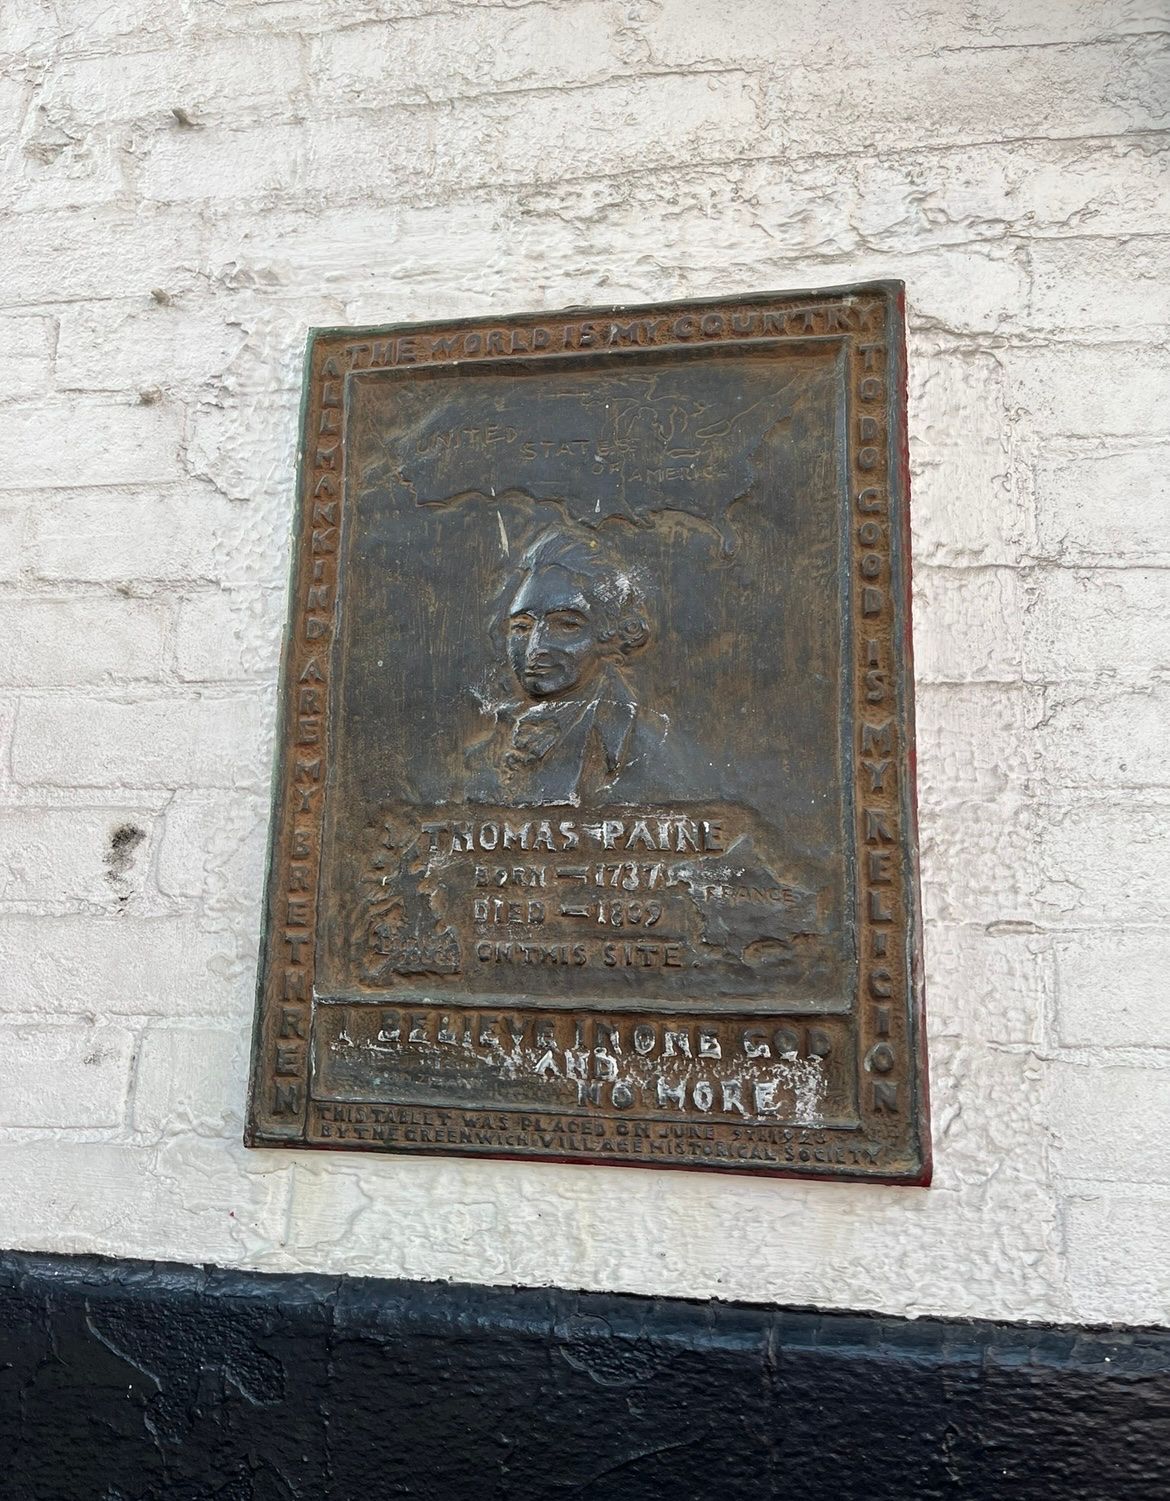 THE WORLD IS MY COUNTRY
ALL MANKIND ARE MY BRETHREN
TO DO GOOD IS MY RELIGION
UNITED
STATES
OF AMERICA
THOMAS PAINE
BORN — 1737
DIED — 1809
ON THIS SITE
FRANCE
I BELIEVE IN ONE GOD
AND
NO MORE
THIS TABLET WAS PLACED ON JUNE 9TH 1923
BY THE GREENWICH VILLAGE HISTORICAL SOCIETY